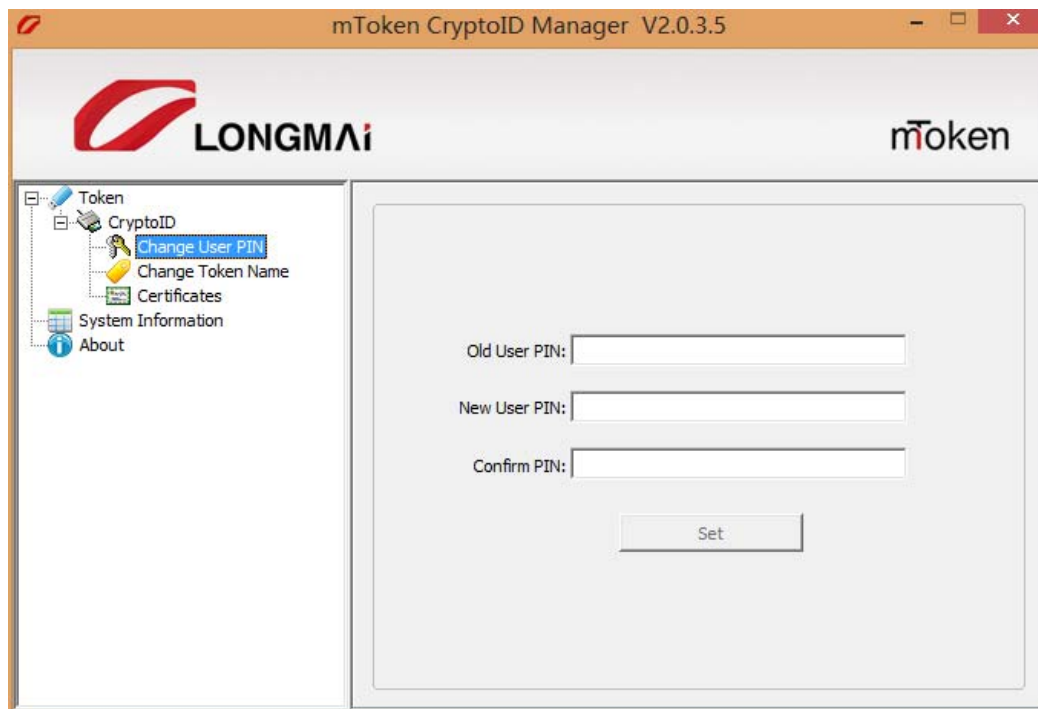 mToken CryptoID Manager V2.0.3.5
LONGMAi
mToken
Token
CryptoID
Change User PIN
Change Token Name
Certificates
System Information
About
Old User PIN:
New User PIN:
Confirm PIN:
Set